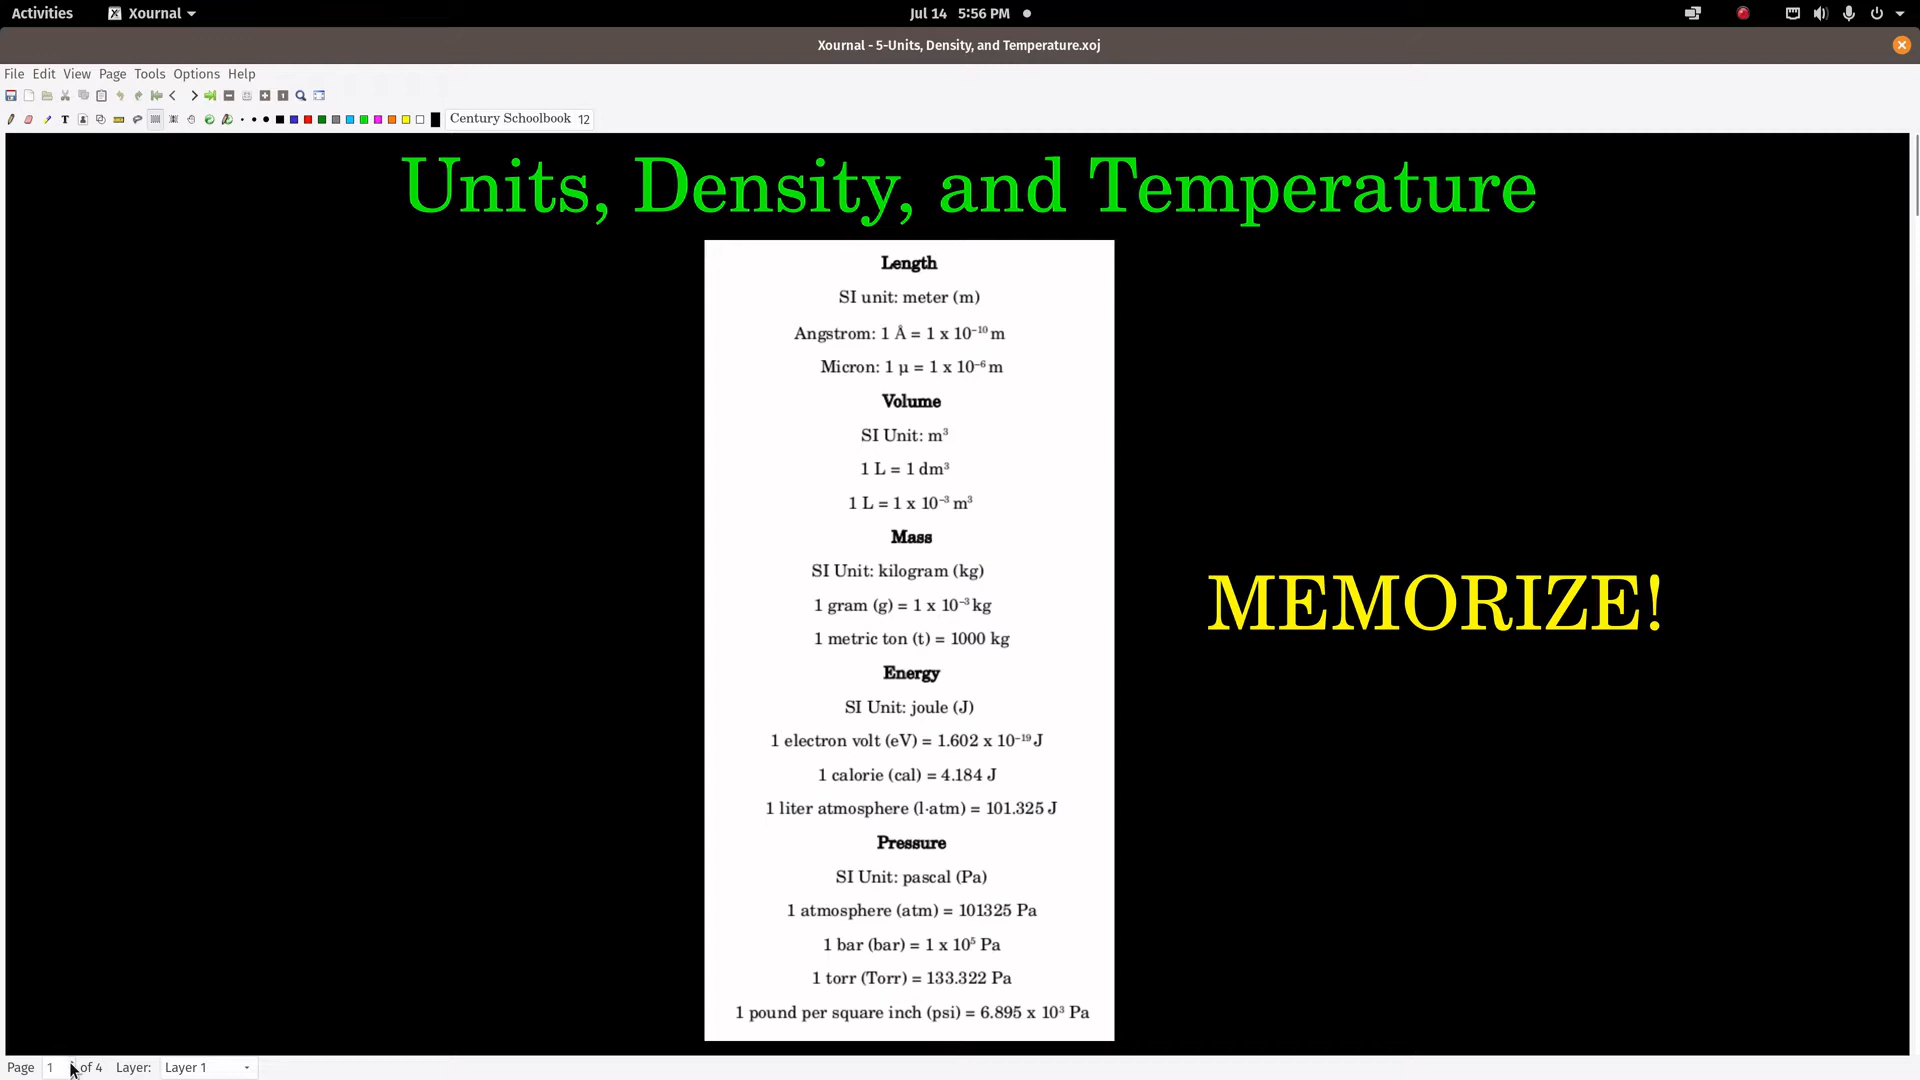 Activities Xournal Jul 14 5:56 PM
Xournal - 5-Units, Density, and Temperature.xoj
File Edit View Page Tools Options Help
Century Schoolbook 12
Units, Density, and Temperature
Length
SI unit: meter (m)
Angstrom: 1 Å = 1 x 10⁻¹⁰ m
Micron: 1 µ = 1 x 10⁻⁶ m
Volume
SI Unit: m³
1 L = 1 dm³
1 L = 1 x 10⁻³ m³
Mass
SI Unit: kilogram (kg)
1 gram (g) = 1 x 10⁻³ kg
1 metric ton (t) = 1000 kg
MEMORIZE!
Energy
SI Unit: joule (J)
1 electron volt (eV) = 1.602 x 10⁻¹⁹ J
1 calorie (cal) = 4.184 J
1 liter atmosphere (l·atm) = 101.325 J
Pressure
SI Unit: pascal (Pa)
1 atmosphere (atm) = 101325 Pa
1 bar (bar) = 1 x 10⁵ Pa
1 torr (Torr) = 133.322 Pa
1 pound per square inch (psi) = 6.895 x 10³ Pa
Page 1 of 4 Layer: Layer 1